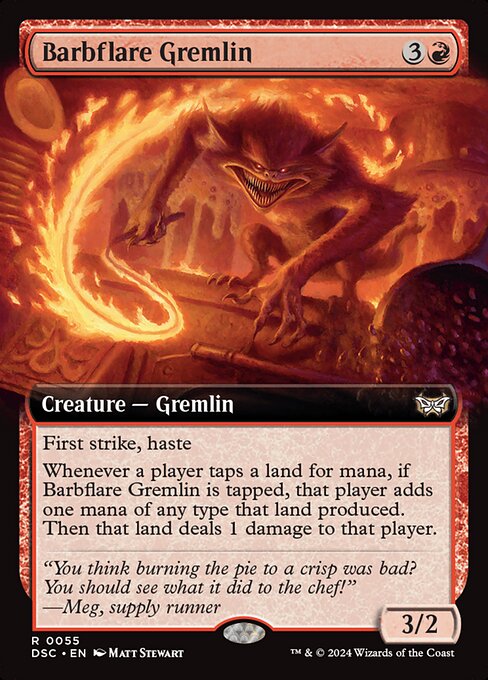 Barbflare Gremlin 3
Creature — Gremlin
First strike, haste
Whenever a player taps a land for mana, if
Barbflare Gremlin is tapped, that player adds
one mana of any type that land produced.
Then that land deals 1 damage to that player.
“You think burning the pie to a crisp was bad?
You should see what it did to the chef!”
—Meg, supply runner
3/2
R 0055
DSC • EN Matt Stewart
™ & © 2024 Wizards of the Coast